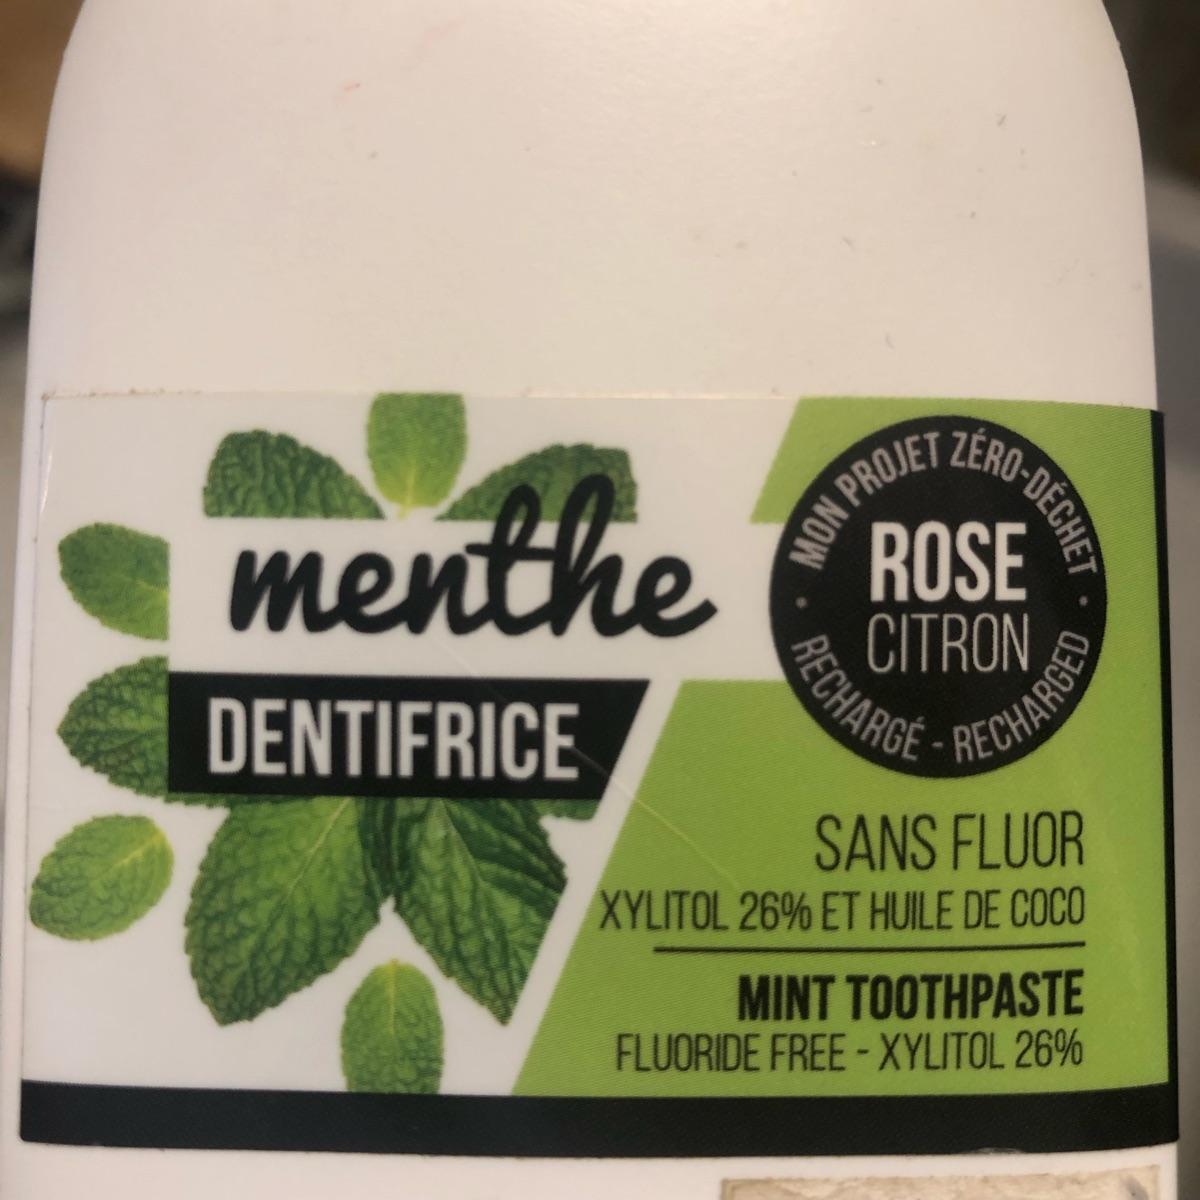 menthe
DENTIFRICE
MON PROJET ZÉRO-DÉCHET
ROSE
CITRON
RECHARGÉ - RECHARGED
SANS FLUOR
XYLITOL 26% ET HUILE DE COCO
MINT TOOTHPASTE
FLUORIDE FREE - XYLITOL 26%